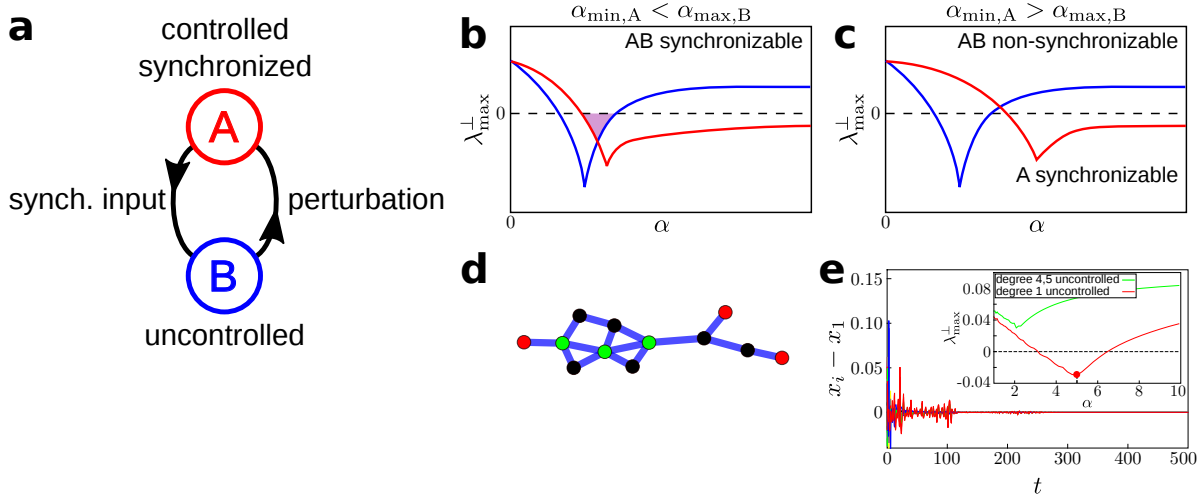 a
controlled
synchronized
A
synch. input
perturbation
B
uncontrolled
b
α_min,A < α_max,B
AB synchronizable
λ^⊥_max
0
0
α
c
α_min,A > α_max,B
AB non-synchronizable
A synchronizable
λ^⊥_max
0
0
α
d
e
0.15
0.10
0.05
0
x_i − x_1
0
100
200
300
400
500
t
degree 4,5 uncontrolled
degree 1 uncontrolled
0.08
0.04
0
-0.04
λ^⊥_max
2
4
6
8
10
α